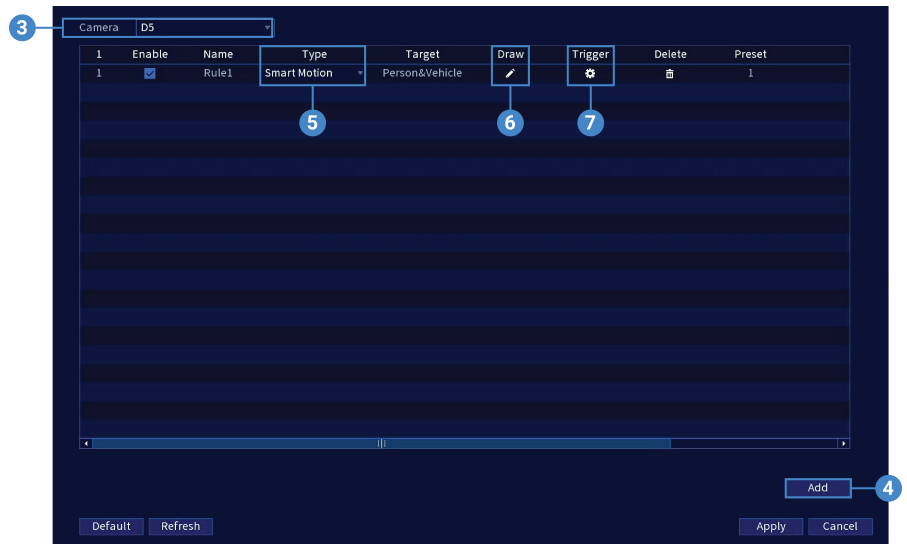 3 Camera D5
1 Enable Name Type Target Draw Trigger Delete Preset
1 Rule1 Smart Motion Person&Vehicle 1
5 6 7
Add 4
Default Refresh Apply Cancel